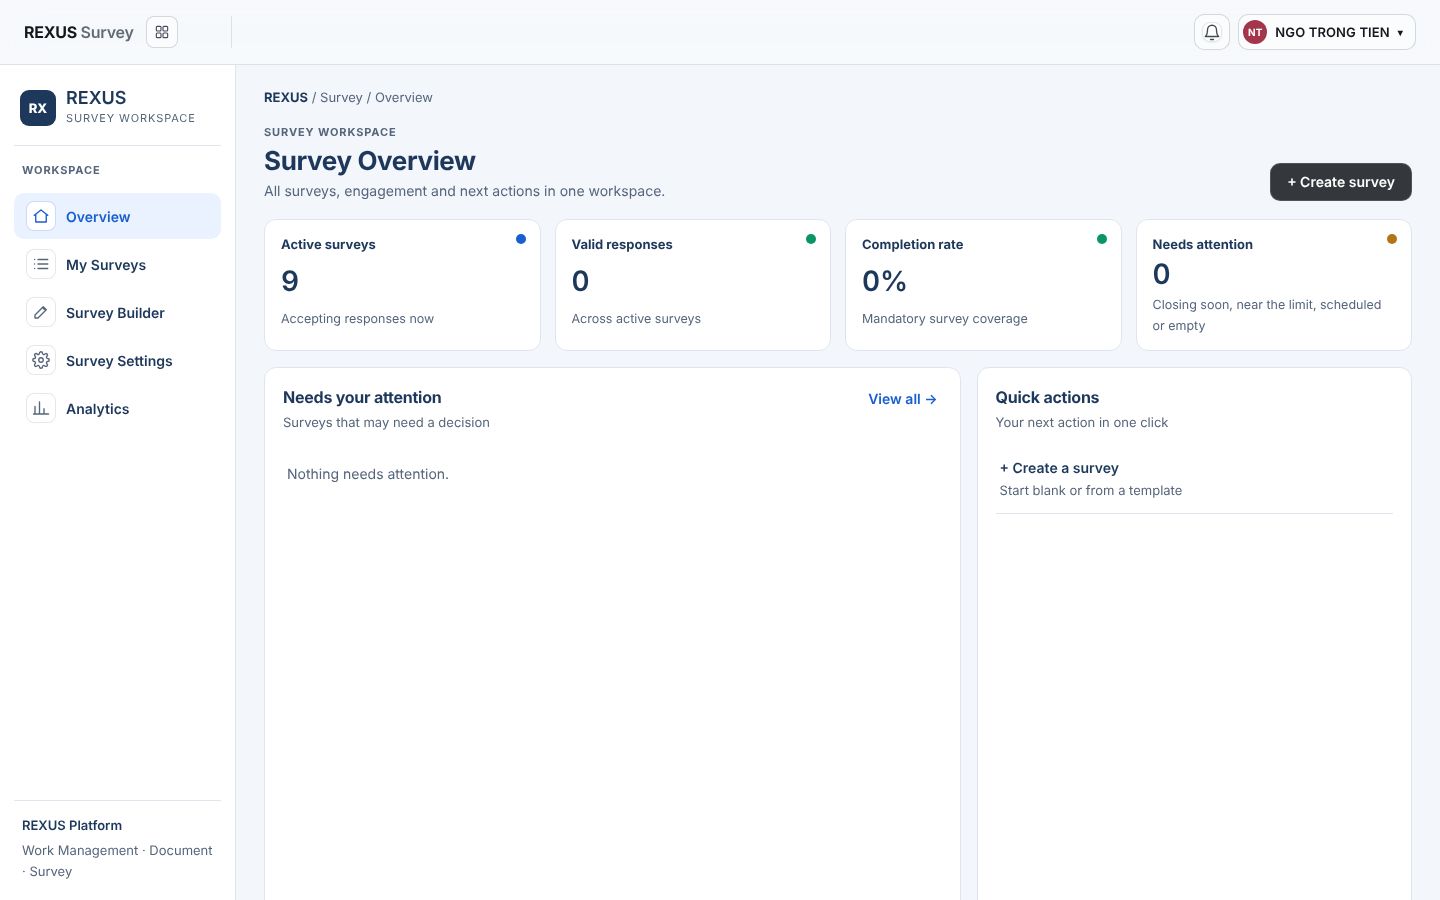 REXUS Survey
NT
NGO TRONG TIEN ▾
RX
REXUS
SURVEY WORKSPACE
WORKSPACE
Overview
My Surveys
Survey Builder
Survey Settings
Analytics
REXUS Platform
Work Management · Document
· Survey
REXUS / Survey / Overview
SURVEY WORKSPACE
Survey Overview
All surveys, engagement and next actions in one workspace.
+ Create survey
Active surveys
9
Accepting responses now
Valid responses
0
Across active surveys
Completion rate
0%
Mandatory survey coverage
Needs attention
0
Closing soon, near the limit, scheduled
or empty
Needs your attention
View all →
Surveys that may need a decision
Nothing needs attention.
Quick actions
Your next action in one click
+ Create a survey
Start blank or from a template